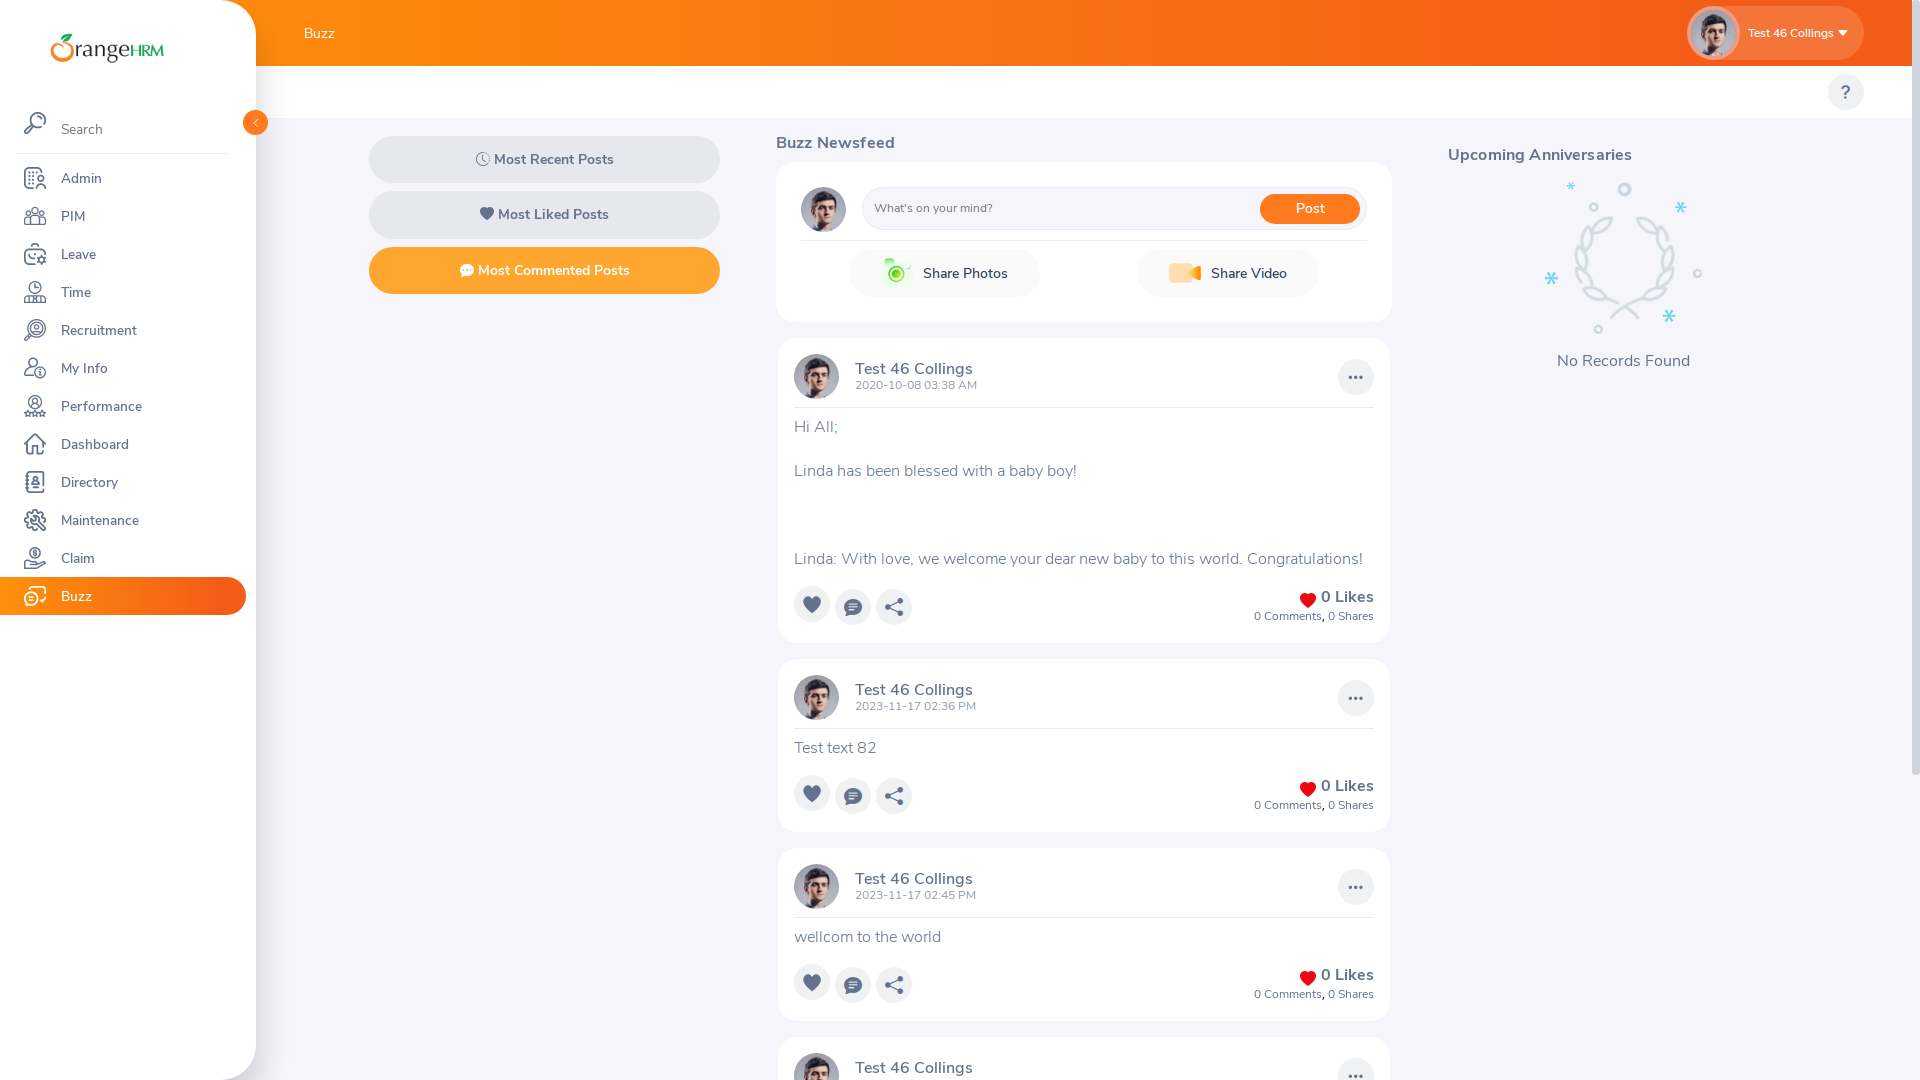 OrangeHRM
Search
Admin
PIM
Leave
Time
Recruitment
My Info
Performance
Dashboard
Directory
Maintenance
Claim
Buzz
Buzz
Test 46 Collings
?
Most Recent Posts
Most Liked Posts
Most Commented Posts
Buzz Newsfeed
What's on your mind?
Post
Share Photos
Share Video
Test 46 Collings
2020-10-08 03:38 AM
Hi All;
Linda has been blessed with a baby boy!
Linda: With love, we welcome your dear new baby to this world. Congratulations!
0 Likes
0 Comments, 0 Shares
Test 46 Collings
2023-11-17 02:36 PM
Test text 82
0 Likes
0 Comments, 0 Shares
Test 46 Collings
2023-11-17 02:45 PM
wellcom to the world
0 Likes
0 Comments, 0 Shares
Test 46 Collings
Upcoming Anniversaries
No Records Found